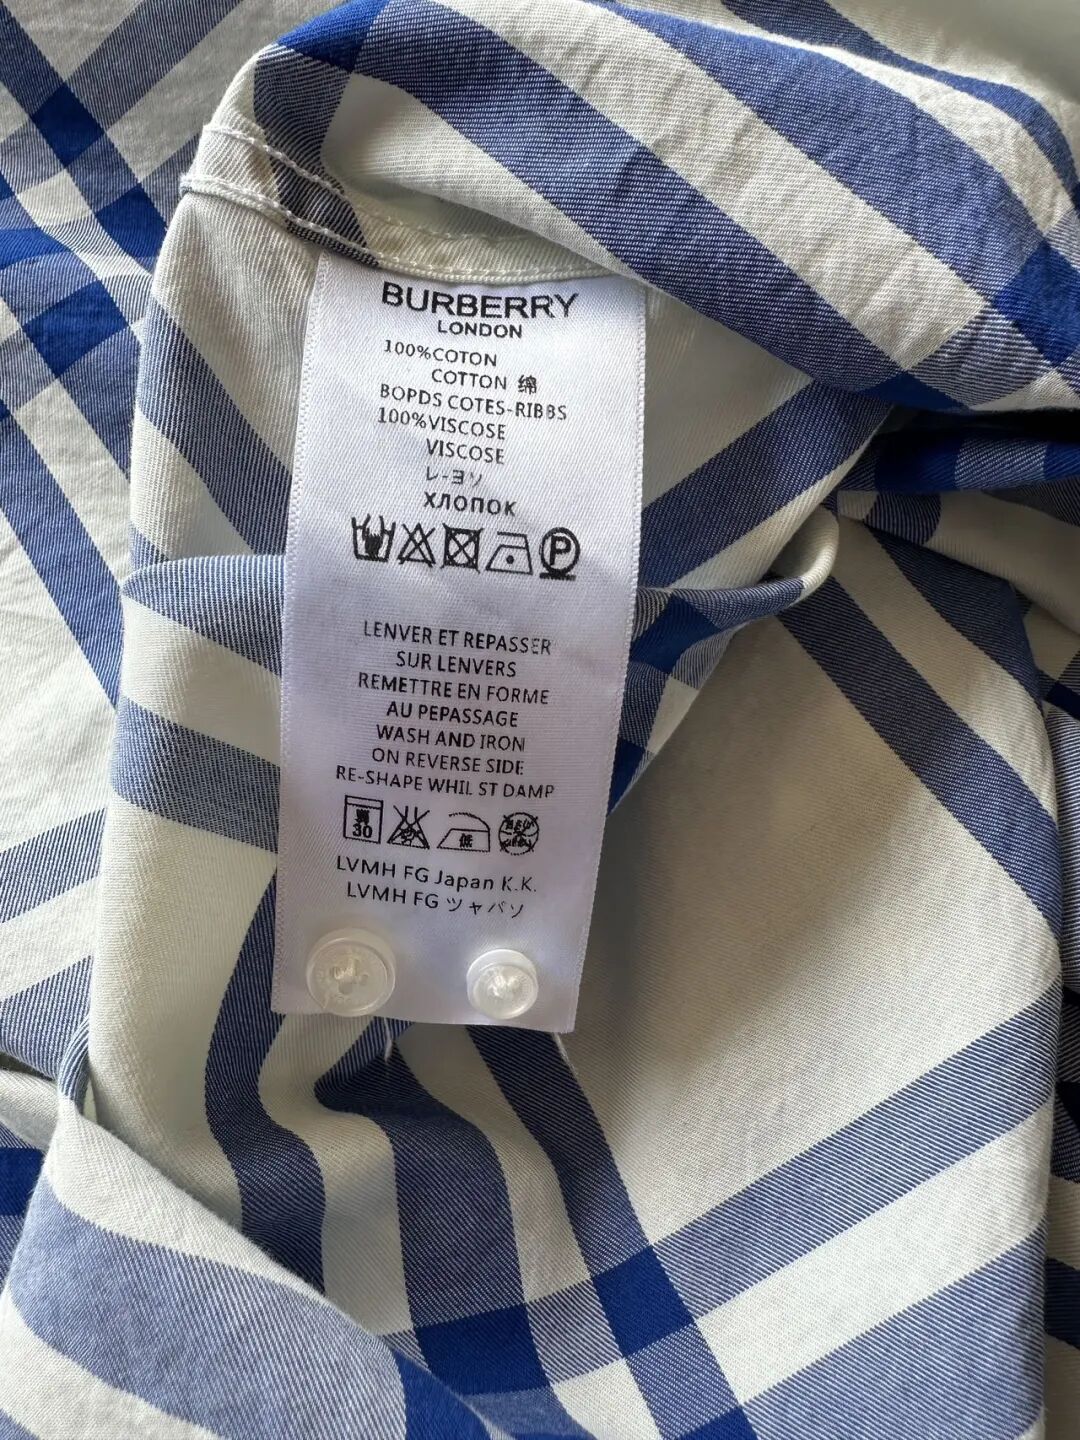 BURBERRY
LONDON
100%COTON
COTTON 绵
BOPDS COTES-RIBBS
100%VISCOSE
VISCOSE
レ-ヨソ
ХЛОПОК
P
LENVER ET REPASSER
SUR LENVERS
REMETTRE EN FORME
AU PEPASSAGE
WASH AND IRON
ON REVERSE SIDE
RE-SHAPE WHIL ST DAMP
30 低
LVMH FG Japan K.K.
LVMH FG ツャパソ